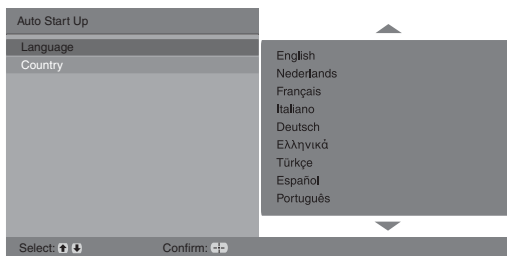 Auto Start Up
Language
Country
English
Nederlands
Français
Italiano
Deutsch
Ελληνικά
Türkçe
Español
Português
Select:
Confirm: